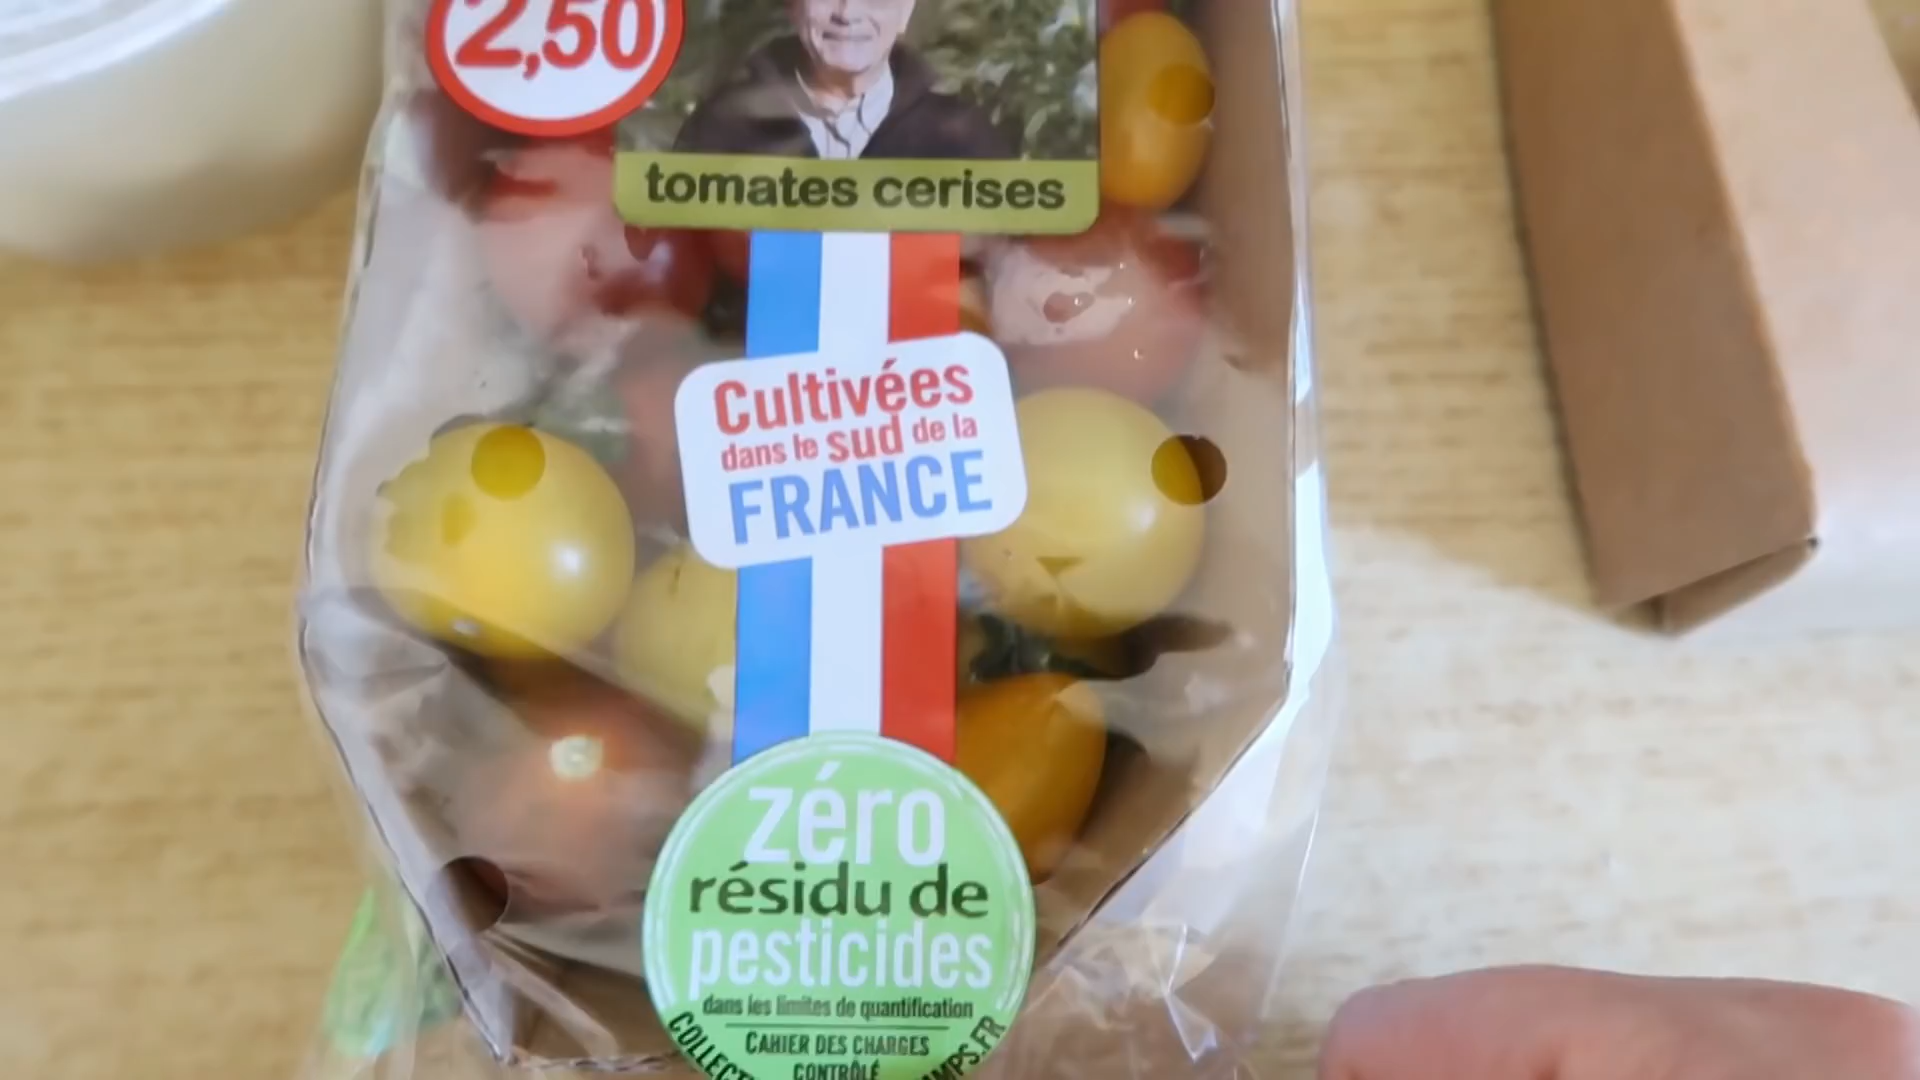 2,50
tomates cerises
Cultivées
dans le sud de la
FRANCE
zéro
résidu de
pesticides
dans les limites de quantification
CAHIER DES CHARGES
CONTRÔLÉ